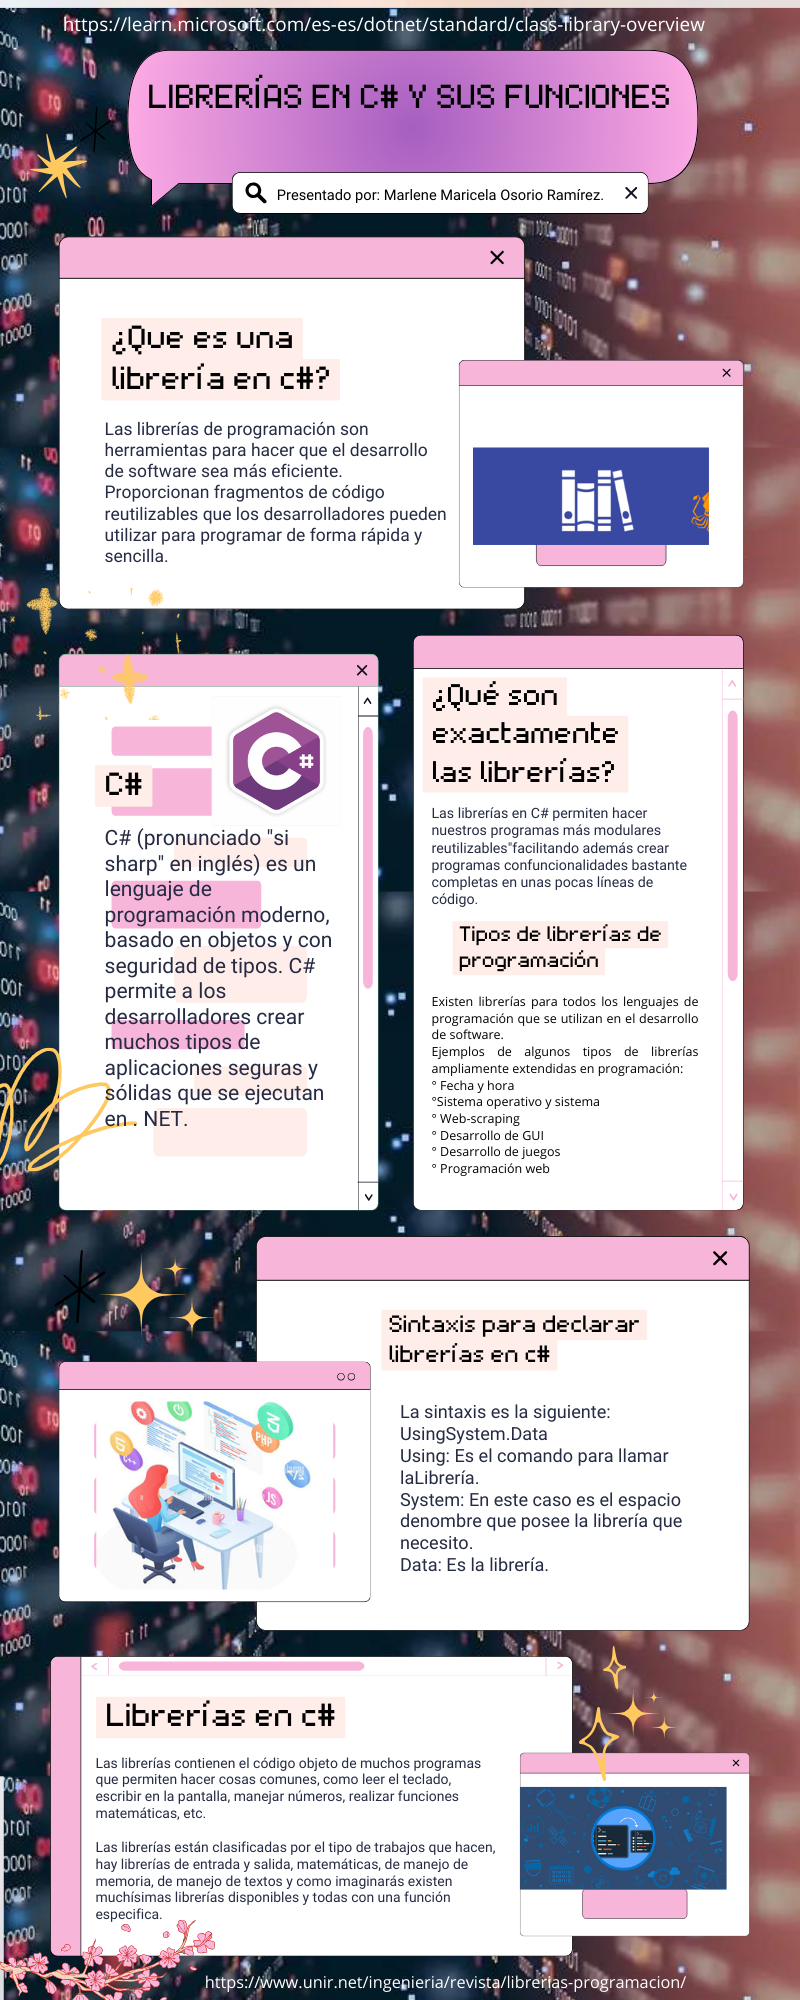 https://learn.microsoft.com/es-es/dotnet/standard/class-library-overview
LIBRERÍAS EN C# Y SUS FUNCIONES
Presentado por: Marlene Maricela Osorio Ramírez.
¿Que es una
librería en c#?
Las librerías de programación son
herramientas para hacer que el desarrollo
de software sea más eficiente.
Proporcionan fragmentos de código
reutilizables que los desarrolladores pueden
utilizar para programar de forma rápida y
sencilla.
C#
C#
C# (pronunciado "si
sharp" en inglés) es un
lenguaje de
programación moderno,
basado en objetos y con
seguridad de tipos. C#
permite a los
desarrolladores crear
muchos tipos de
aplicaciones seguras y
sólidas que se ejecutan
en . NET.
¿Qué son
exactamente
las librerías?
Las librerías en C# permiten hacer
nuestros programas más modulares
reutilizables"facilitando además crear
programas confuncionalidades bastante
completas en unas pocas líneas de
código.
Tipos de librerías de
programación
Existen librerías para todos los lenguajes de
programación que se utilizan en el desarrollo
de software.
Ejemplos de algunos tipos de librerías
ampliamente extendidas en programación:
° Fecha y hora
°Sistema operativo y sistema
° Web-scraping
° Desarrollo de GUI
° Desarrollo de juegos
° Programación web
Sintaxis para declarar
librerías en c#
PHP
JS
La sintaxis es la siguiente:
UsingSystem.Data
Using: Es el comando para llamar
laLibrería.
System: En este caso es el espacio
denombre que posee la librería que
necesito.
Data: Es la librería.
Librerías en c#
Las librerías contienen el código objeto de muchos programas
que permiten hacer cosas comunes, como leer el teclado,
escribir en la pantalla, manejar números, realizar funciones
matemáticas, etc.
Las librerías están clasificadas por el tipo de trabajos que hacen,
hay librerías de entrada y salida, matemáticas, de manejo de
memoria, de manejo de textos y como imaginarás existen
muchísimas librerías disponibles y todas con una función
especifica.
https://www.unir.net/ingenieria/revista/librerias-programacion/